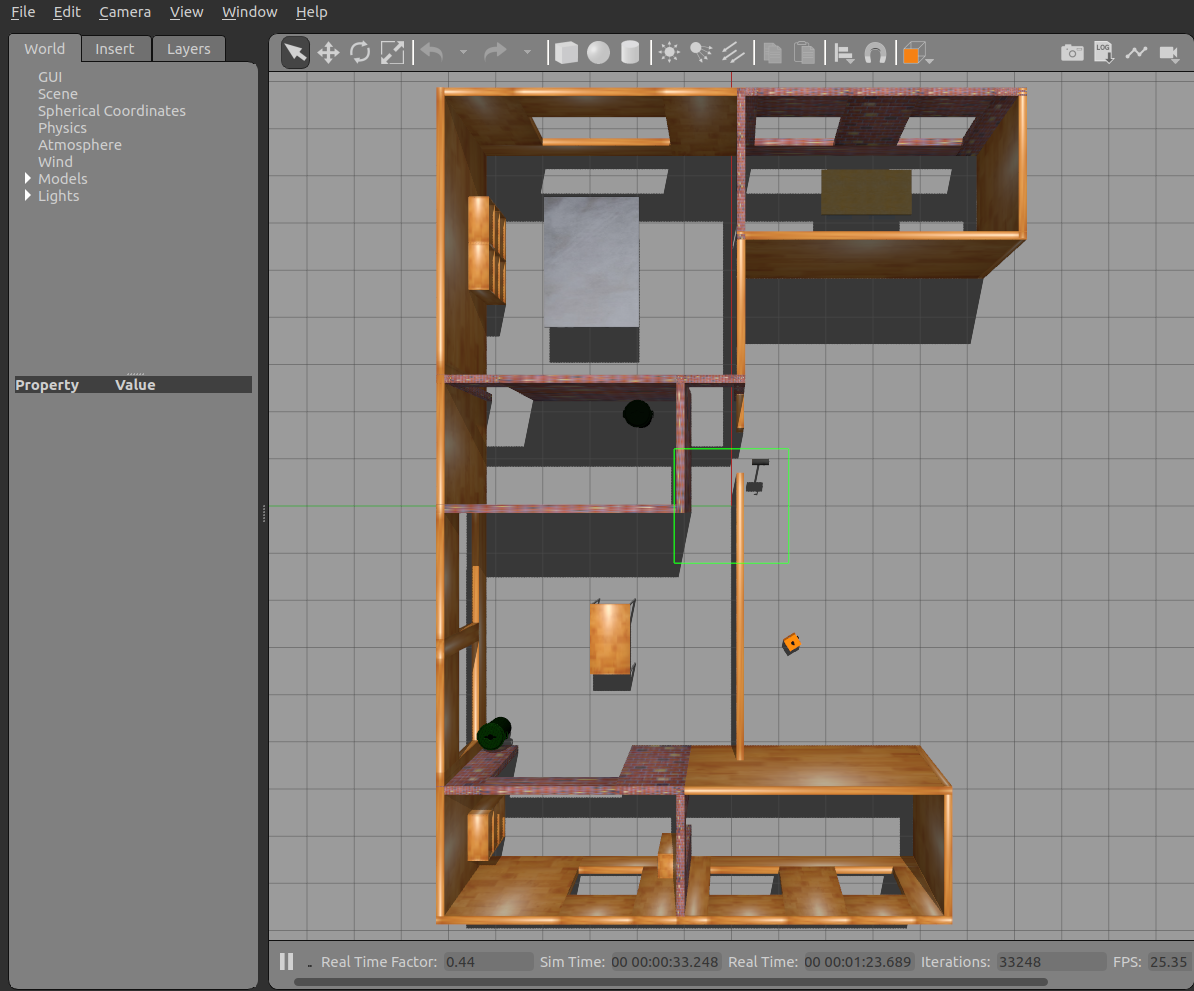 File Edit Camera View Window Help
World Insert Layers
GUI
Scene
Spherical Coordinates
Physics
Atmosphere
Wind
Models
Lights
Property Value
LOG
Real Time Factor: 0.44 Sim Time: 00 00:00:33.248 Real Time: 00 00:01:23.689 Iterations: 33248 FPS: 25.35